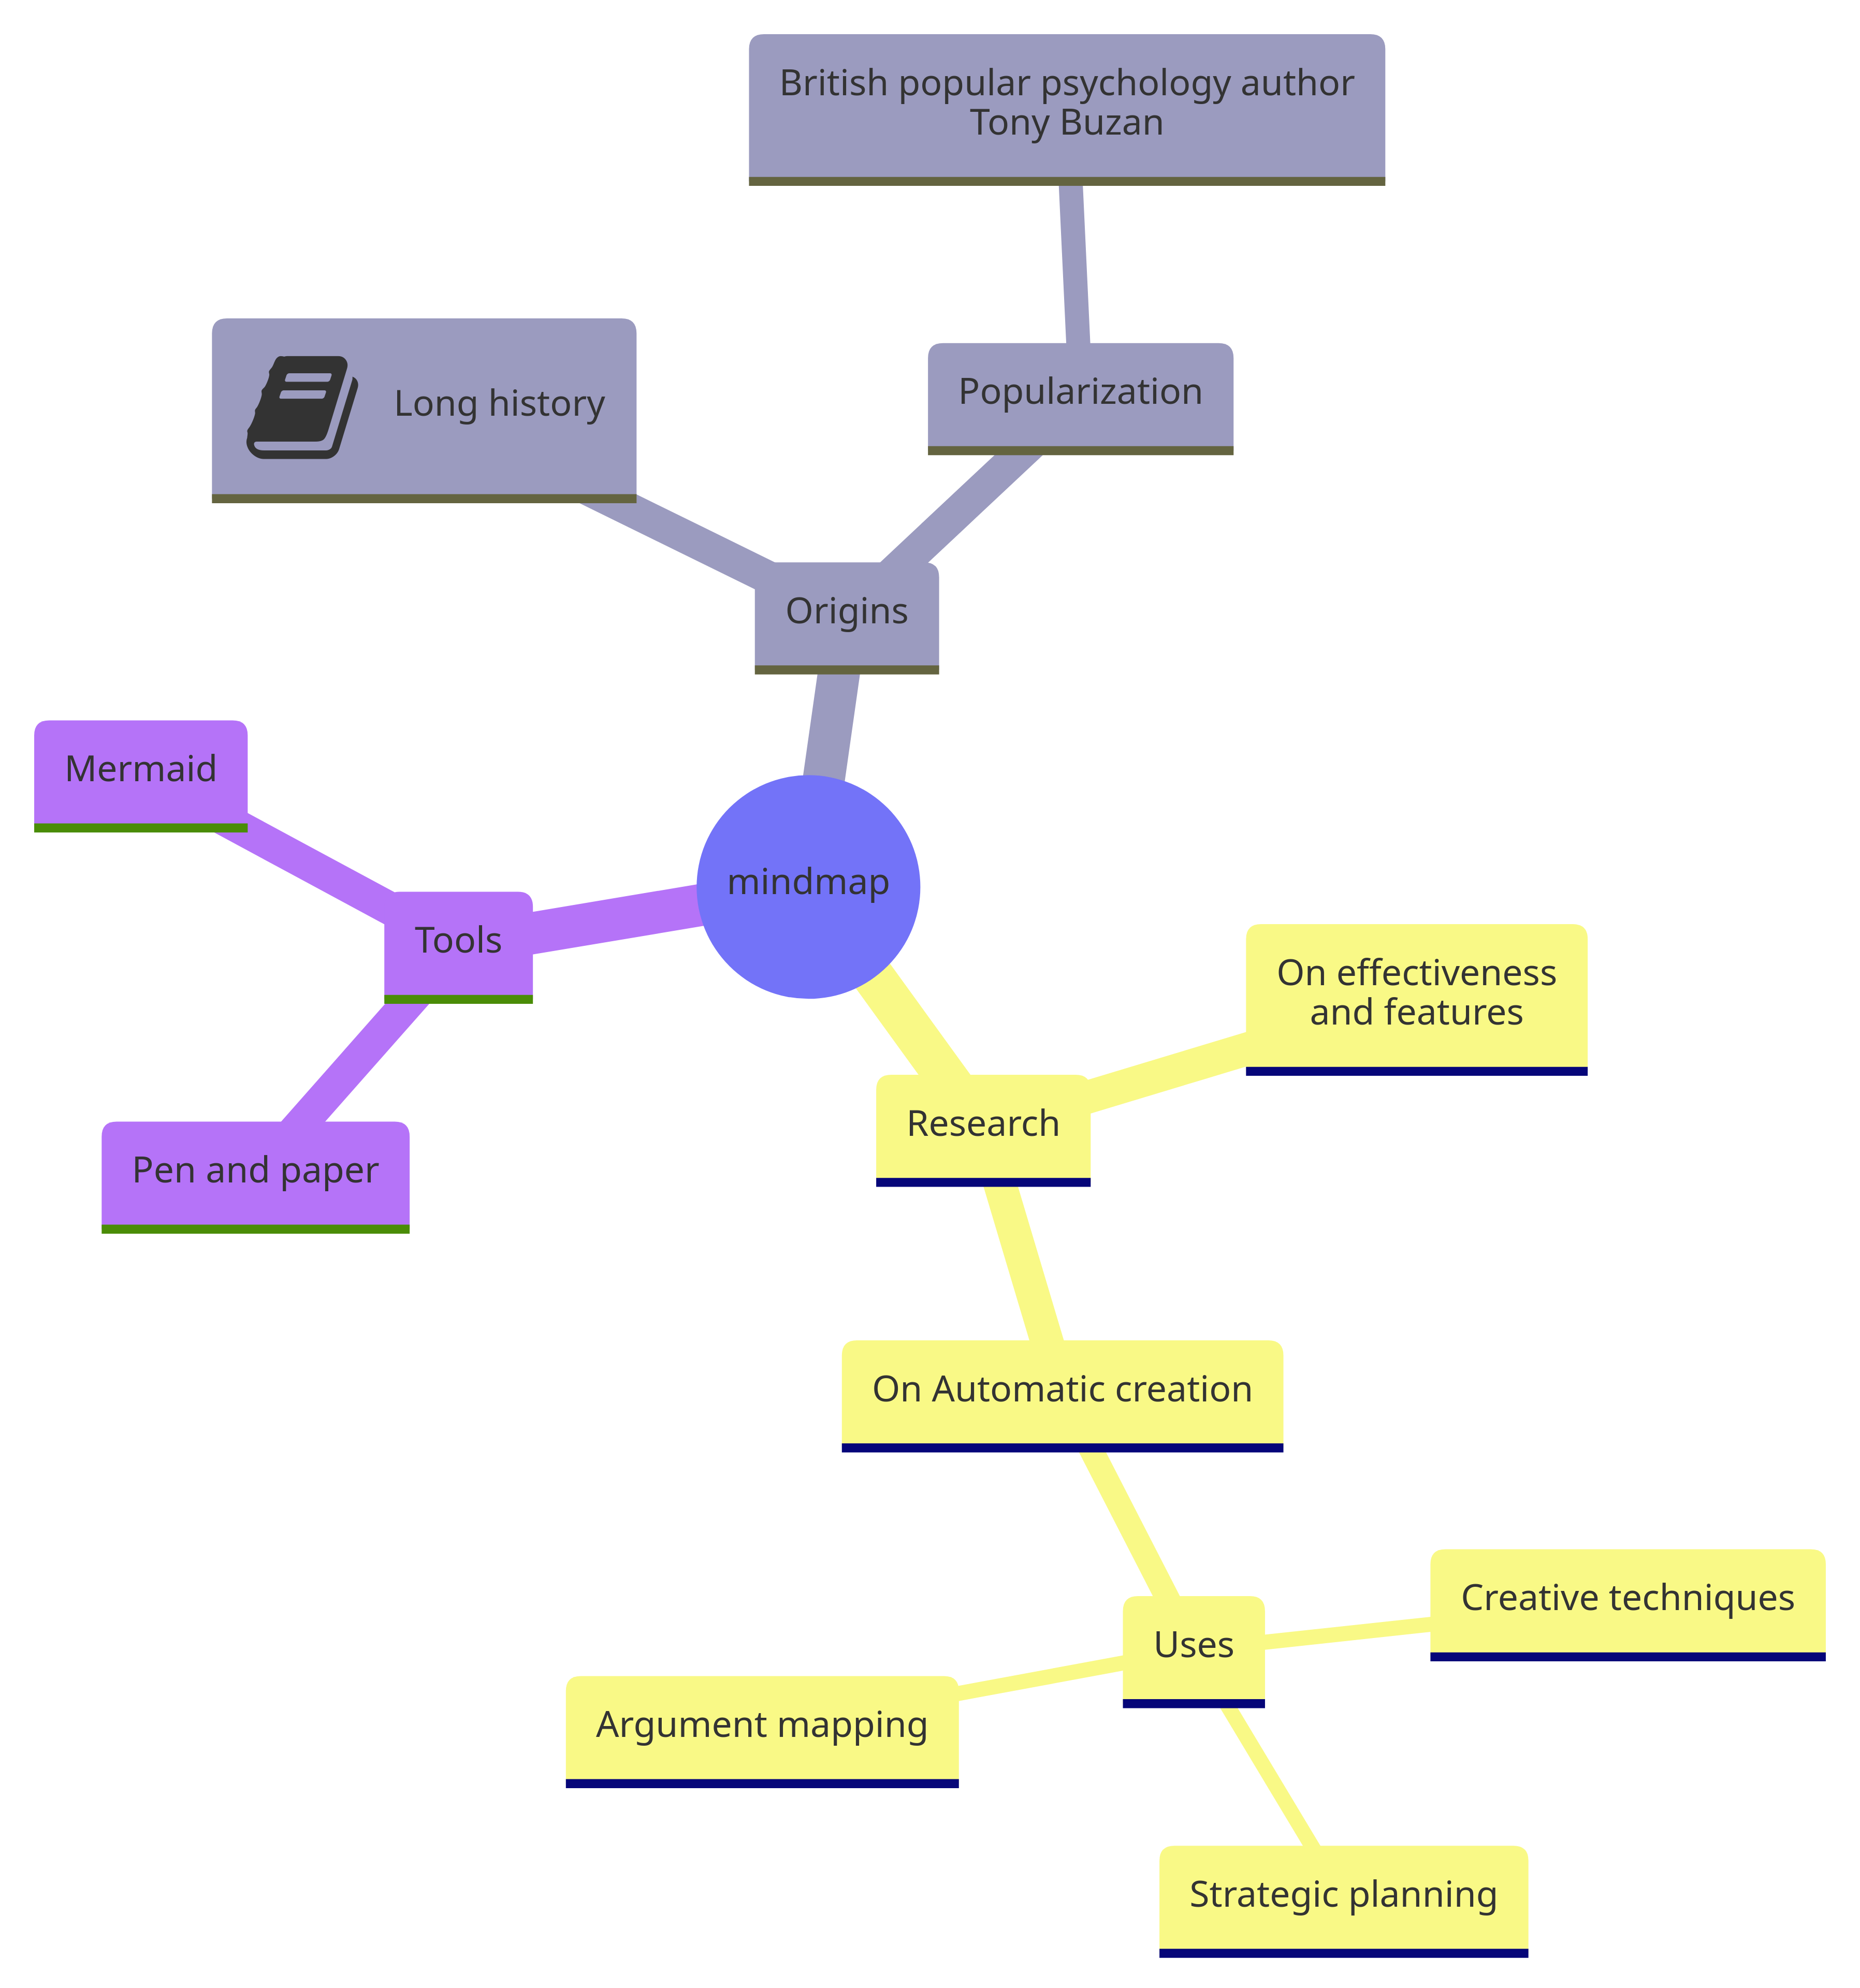 British popular psychology author
Tony Buzan
Long history
Popularization
Origins
Mermaid
mindmap
Tools
On effectiveness
and features
Research
Pen and paper
On Automatic creation
Creative techniques
Uses
Argument mapping
Strategic planning